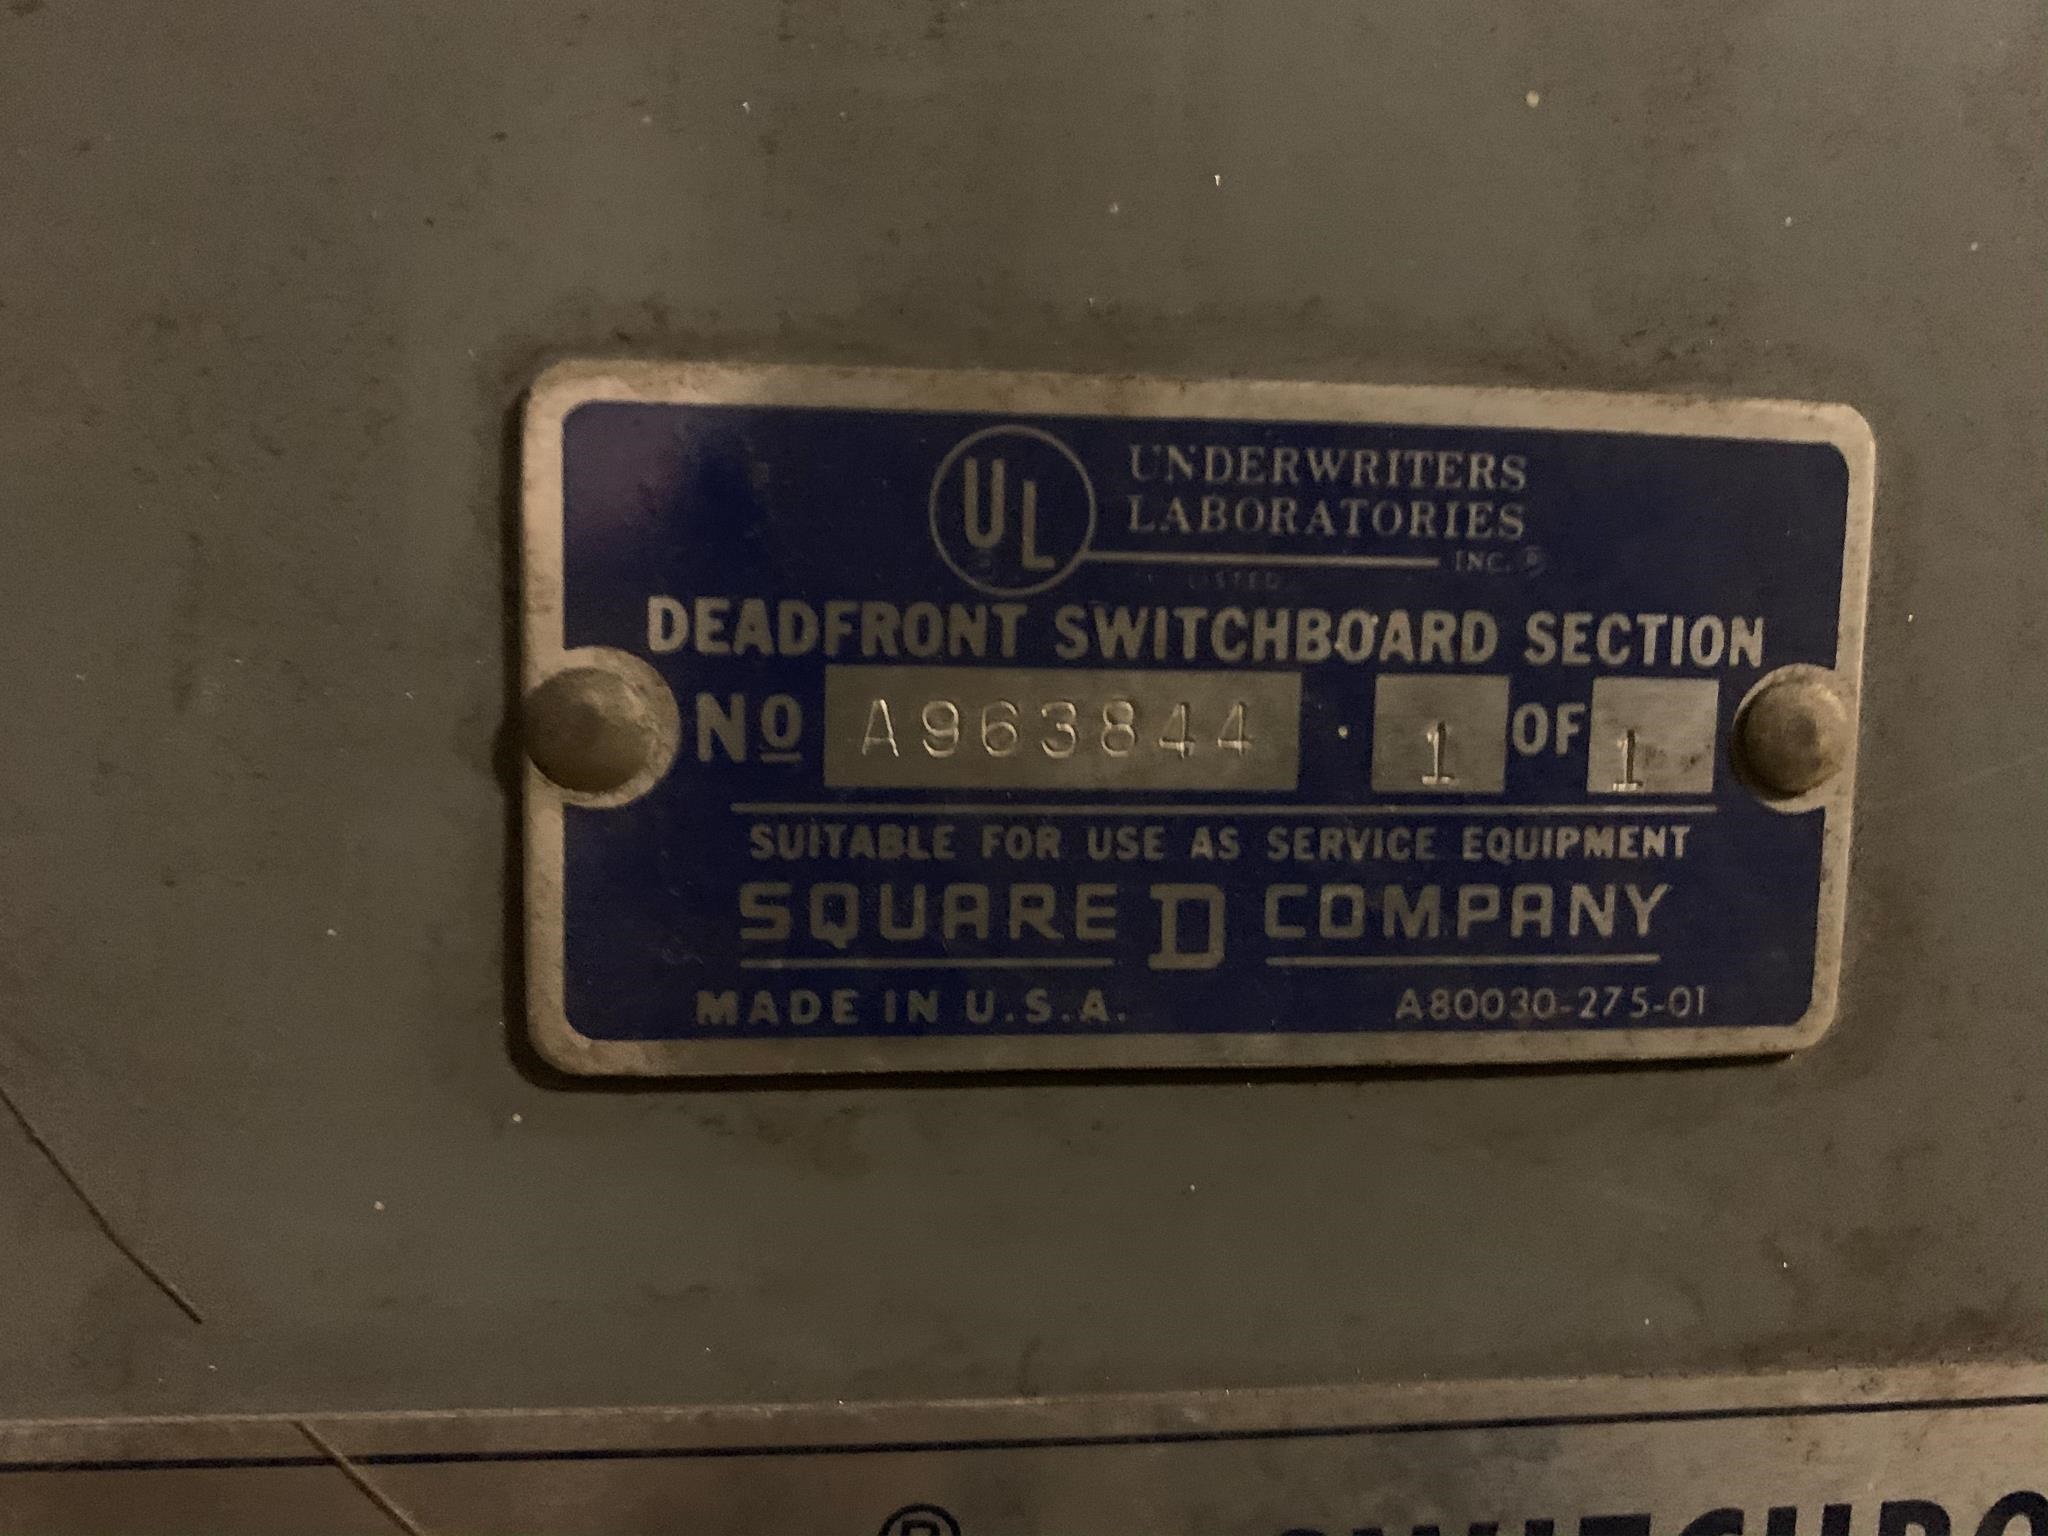 UL UNDERWRITERS
LABORATORIES
INC. ®
LISTED
DEADFRONT SWITCHBOARD SECTION
No A963844 · 1 OF 1
SUITABLE FOR USE AS SERVICE EQUIPMENT
SQUARE D COMPANY
MADE IN U.S.A. A80030-275-01
®